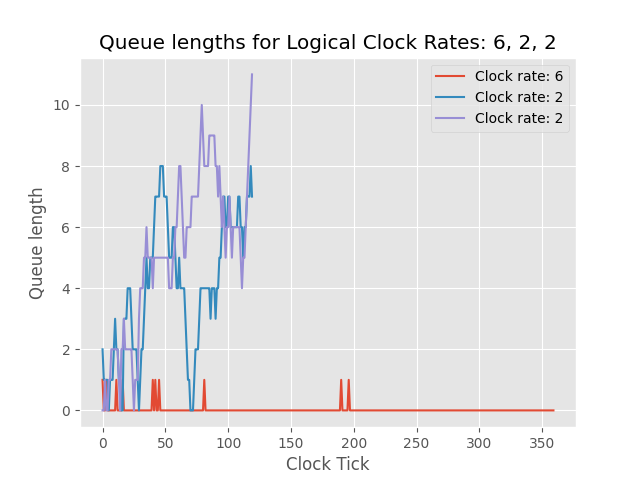 Queue lengths for Logical Clock Rates: 6, 2, 2
Clock rate: 6
Clock rate: 2
Clock rate: 2
Queue length
10
8
6
4
2
0
0 50 100 150 200 250 300 350
Clock Tick